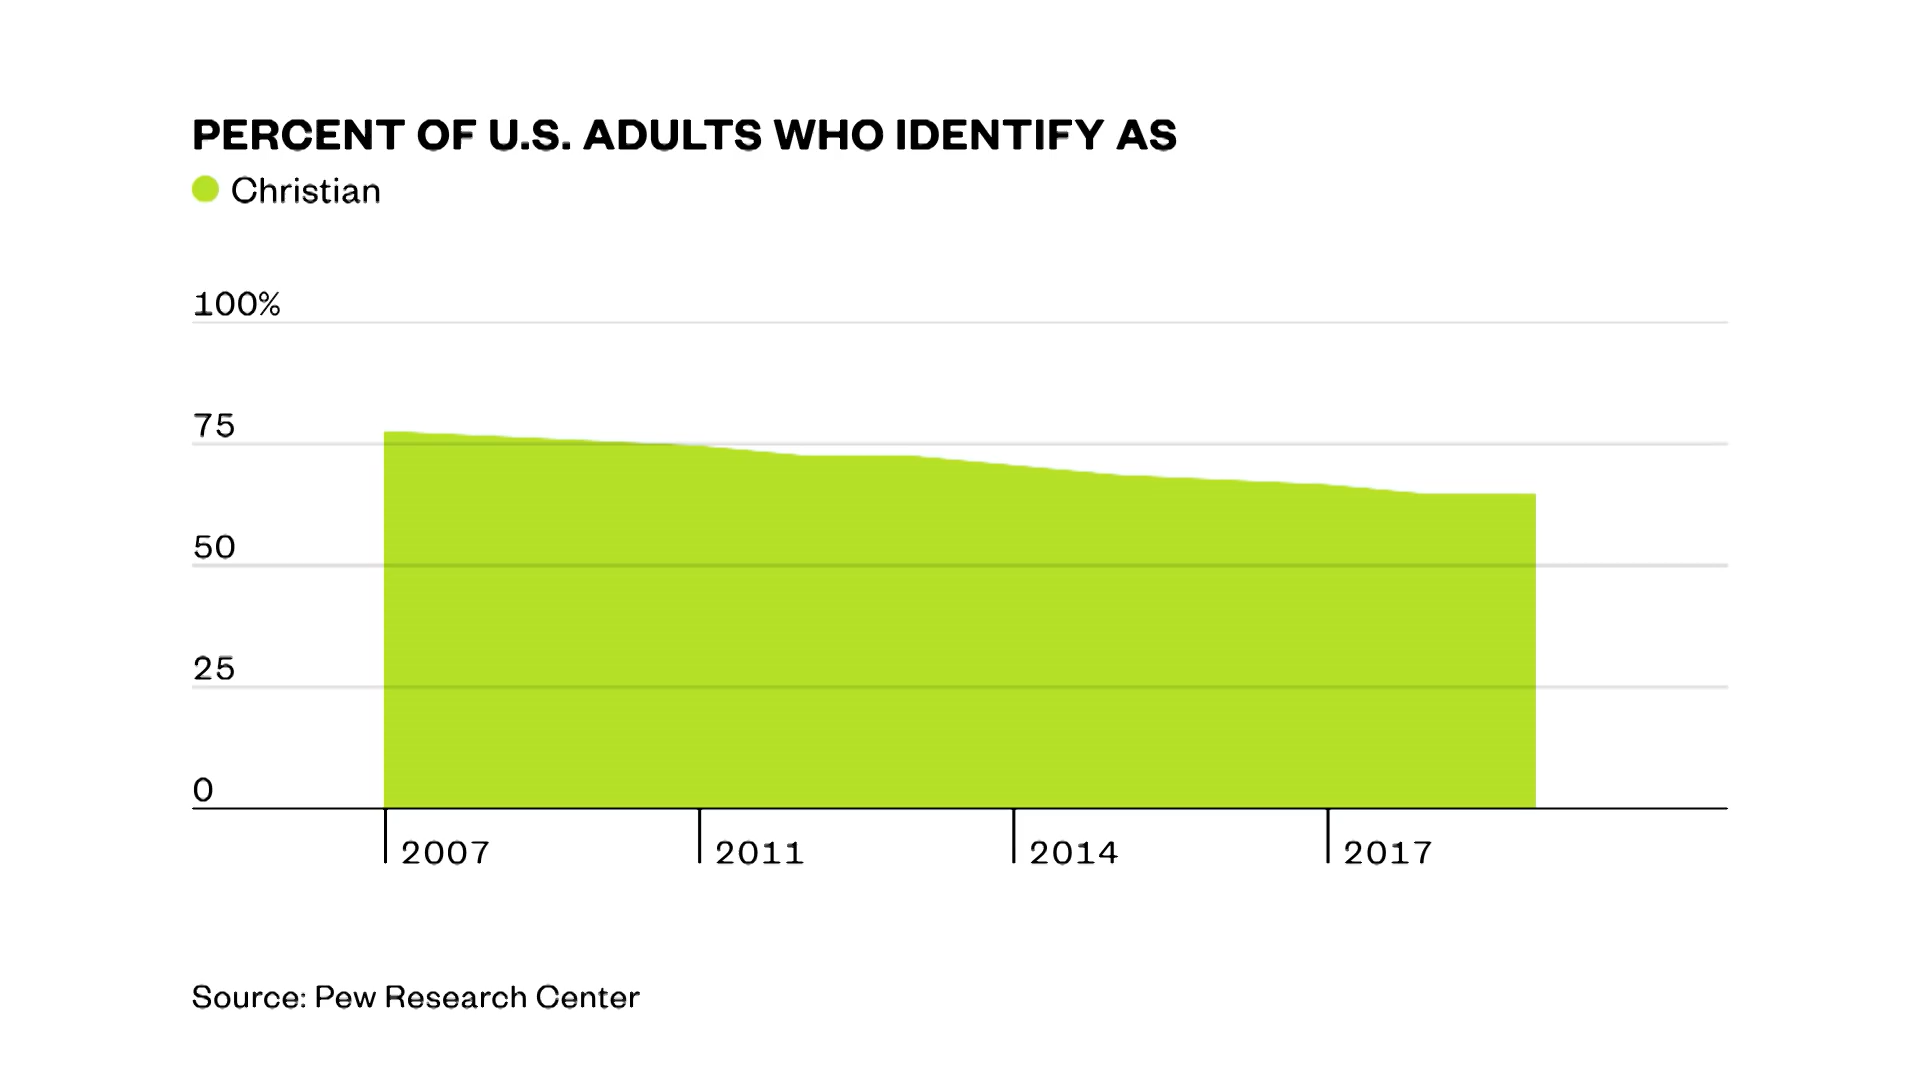 PERCENT OF U.S. ADULTS WHO IDENTIFY AS
Christian
100%
75
50
25
0
2007 2011 2014 2017
Source: Pew Research Center